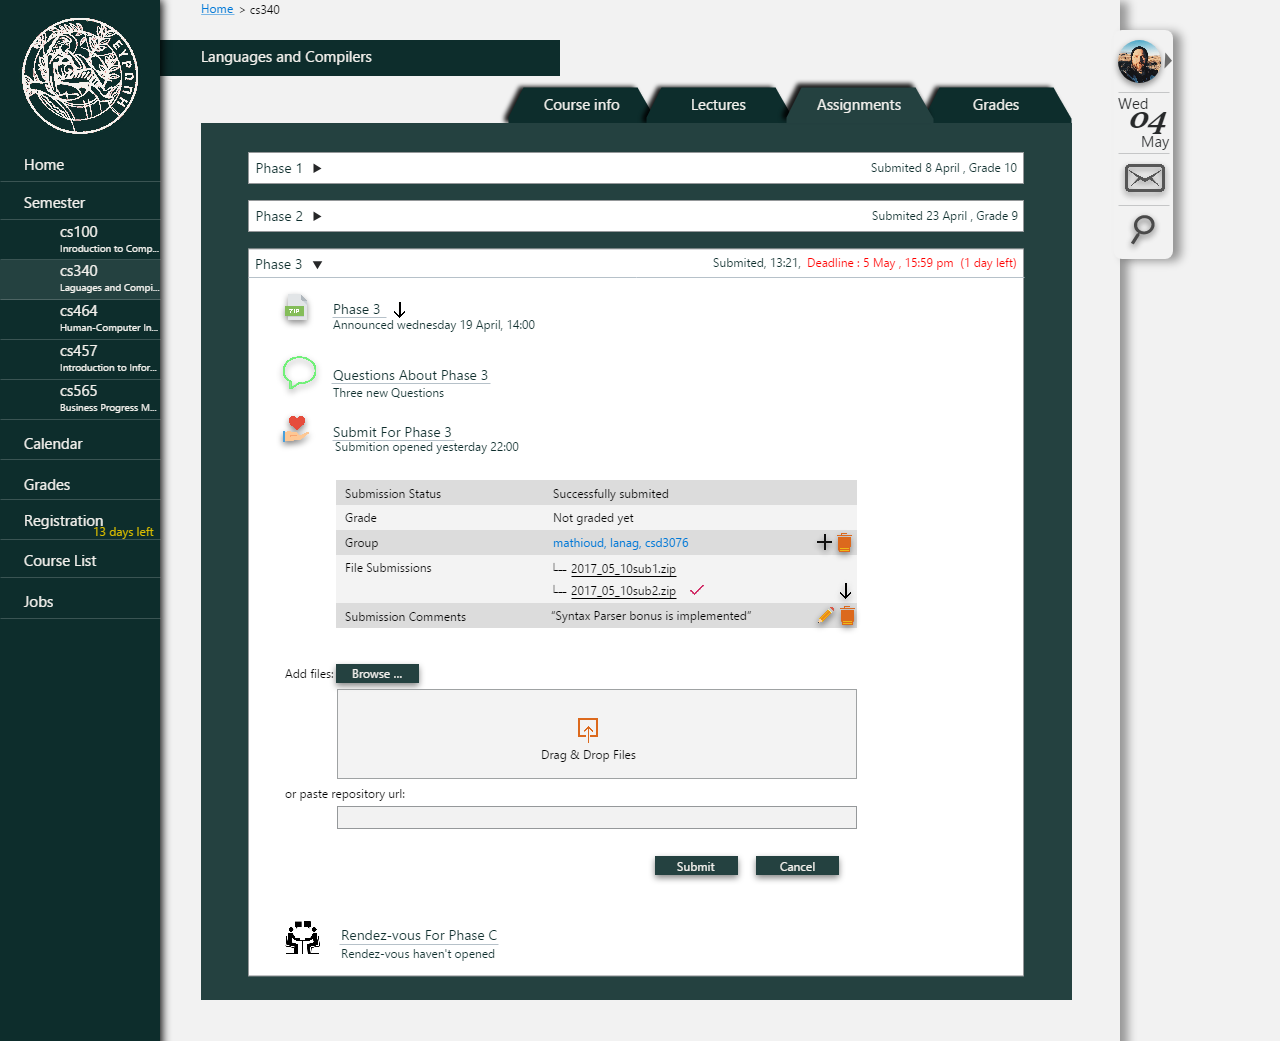 Home > cs340
ΕΥΡΩΠΗ
Languages and Compilers
Course info
Lectures
Assignments
Grades
Wed
04
May
Home
Semester
cs100
Inroduction to Comp...
cs340
Laguages and Compi...
cs464
Human-Computer In...
cs457
Introduction to Infor...
cs565
Business Progress M...
Calendar
Grades
Registration
13 days left
Course List
Jobs
Phase 1
Submited 8 April , Grade 10
Phase 2
Submited 23 April , Grade 9
Phase 3
Submited, 13:21, Deadline : 5 May , 15:59 pm (1 day left)
ZIP
Phase 3
Announced wednesday 19 April, 14:00
Questions About Phase 3
Three new Questions
Submit For Phase 3
Submition opened yesterday 22:00
Submission Status Successfully submited
Grade Not graded yet
Group mathioud, lanag, csd3076
File Submissions 2017_05_10sub1.zip
2017_05_10sub2.zip
Submission Comments “Syntax Parser bonus is implemented”
Add files: Browse ...
Drag & Drop Files
or paste repository url:
Submit
Cancel
Rendez-vous For Phase C
Rendez-vous haven't opened